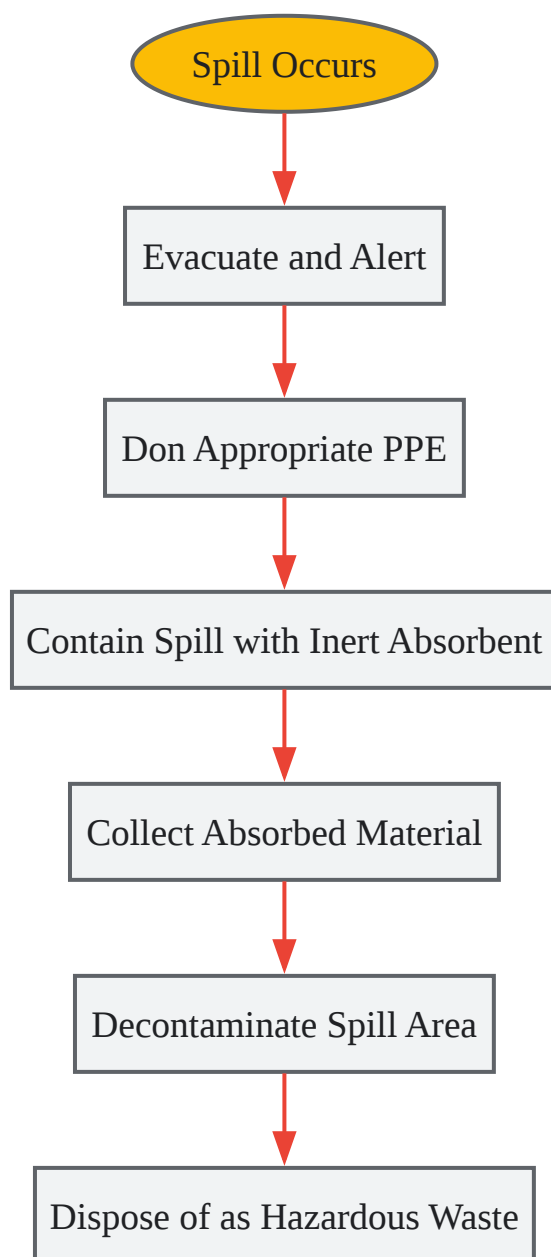 Spill Occurs
Evacuate and Alert
Don Appropriate PPE
Contain Spill with Inert Absorbent
Collect Absorbed Material
Decontaminate Spill Area
Dispose of as Hazardous Waste